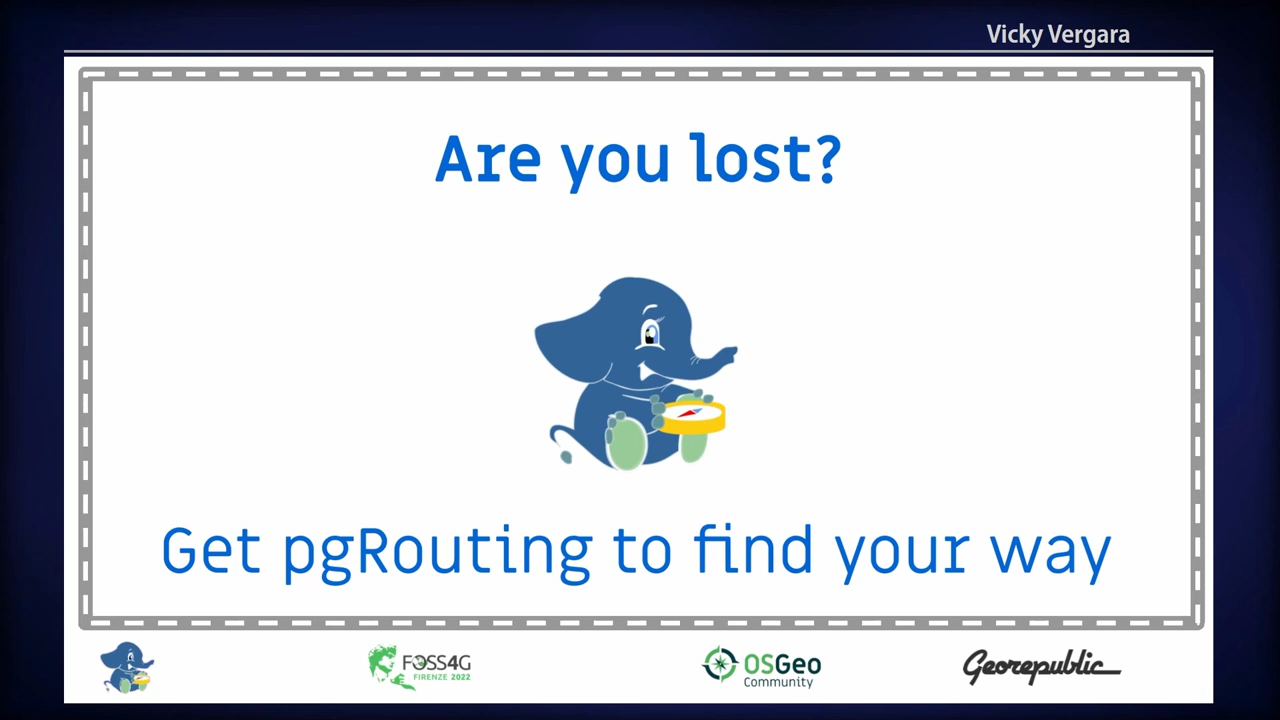 Vicky Vergara
Are you lost?
Get pgRouting to find your way
FOSS4G
FIRENZE 2022
OSGeo
Community
Georepublic